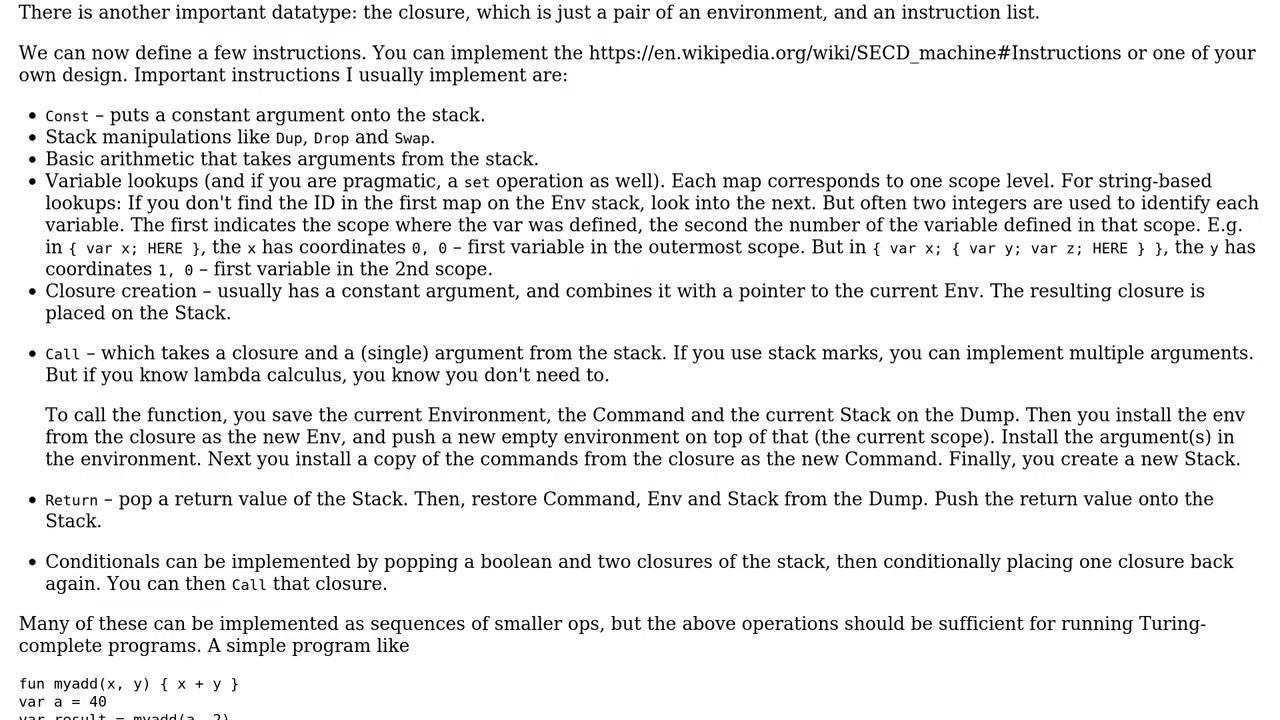 There is another important datatype: the closure, which is just a pair of an environment, and an instruction list.
We can now define a few instructions. You can implement the https://en.wikipedia.org/wiki/SECD_machine#Instructions or one of your
own design. Important instructions I usually implement are:
• Const – puts a constant argument onto the stack.
• Stack manipulations like Dup, Drop and Swap.
• Basic arithmetic that takes arguments from the stack.
• Variable lookups (and if you are pragmatic, a set operation as well). Each map corresponds to one scope level. For string-based
lookups: If you don't find the ID in the first map on the Env stack, look into the next. But often two integers are used to identify each
variable. The first indicates the scope where the var was defined, the second the number of the variable defined in that scope. E.g.
in { var x; HERE }, the x has coordinates 0, 0 – first variable in the outermost scope. But in { var x; { var y; var z; HERE } }, the y has
coordinates 1, 0 – first variable in the 2nd scope.
• Closure creation – usually has a constant argument, and combines it with a pointer to the current Env. The resulting closure is
placed on the Stack.
• Call – which takes a closure and a (single) argument from the stack. If you use stack marks, you can implement multiple arguments.
But if you know lambda calculus, you know you don't need to.
To call the function, you save the current Environment, the Command and the current Stack on the Dump. Then you install the env
from the closure as the new Env, and push a new empty environment on top of that (the current scope). Install the argument(s) in
the environment. Next you install a copy of the commands from the closure as the new Command. Finally, you create a new Stack.
• Return – pop a return value of the Stack. Then, restore Command, Env and Stack from the Dump. Push the return value onto the
Stack.
• Conditionals can be implemented by popping a boolean and two closures of the stack, then conditionally placing one closure back
again. You can then Call that closure.
Many of these can be implemented as sequences of smaller ops, but the above operations should be sufficient for running Turing-
complete programs. A simple program like
fun myadd(x, y) { x + y }
var a = 40
var result = myadd(a, 2)